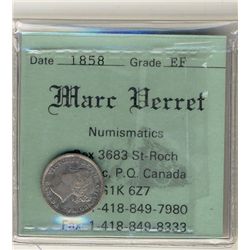 Date 1858 Grade EF
Marc Verret
Numismatics
3683 St-Roch
c, P.Q. Canada
G1K 6Z7
1-418-849-7980
Fax 1-418-849-8333